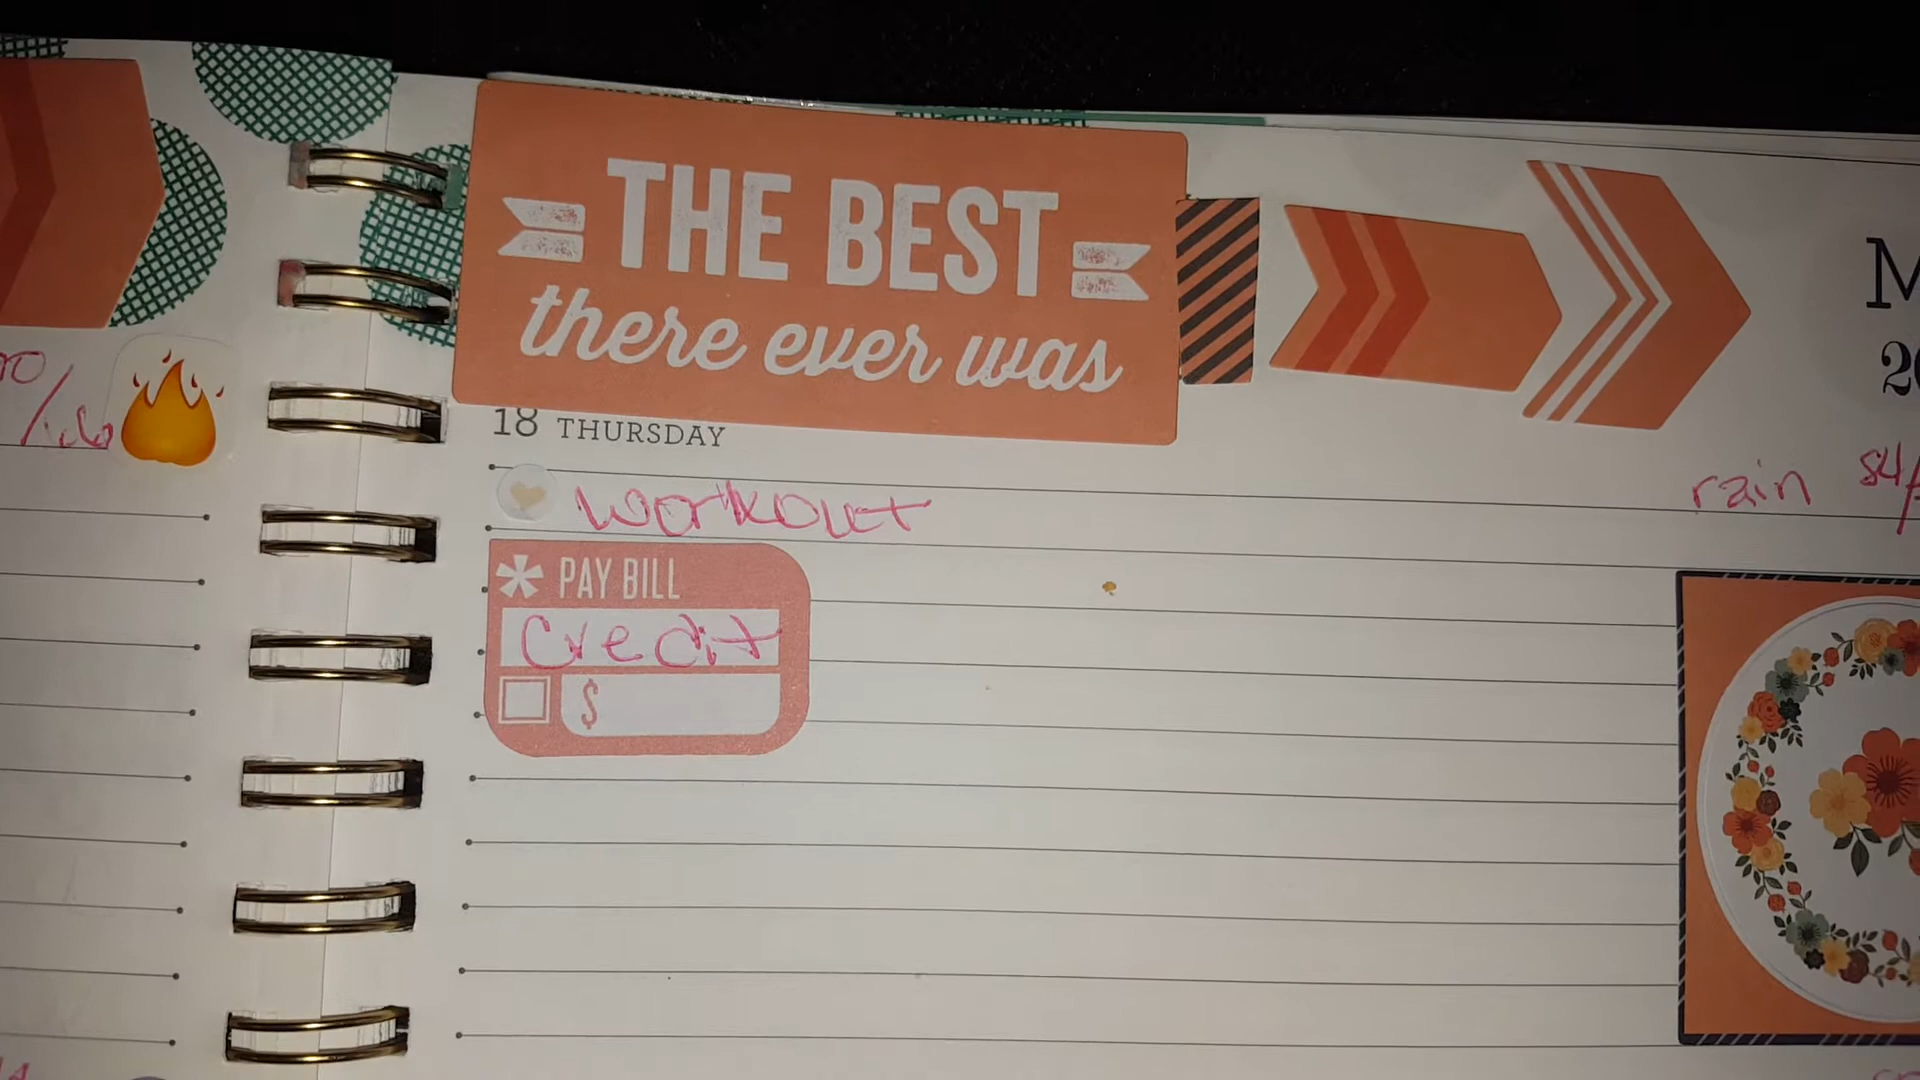 THE BEST
there ever was
18 THURSDAY
workout
rain
PAY BILL
Credit
$